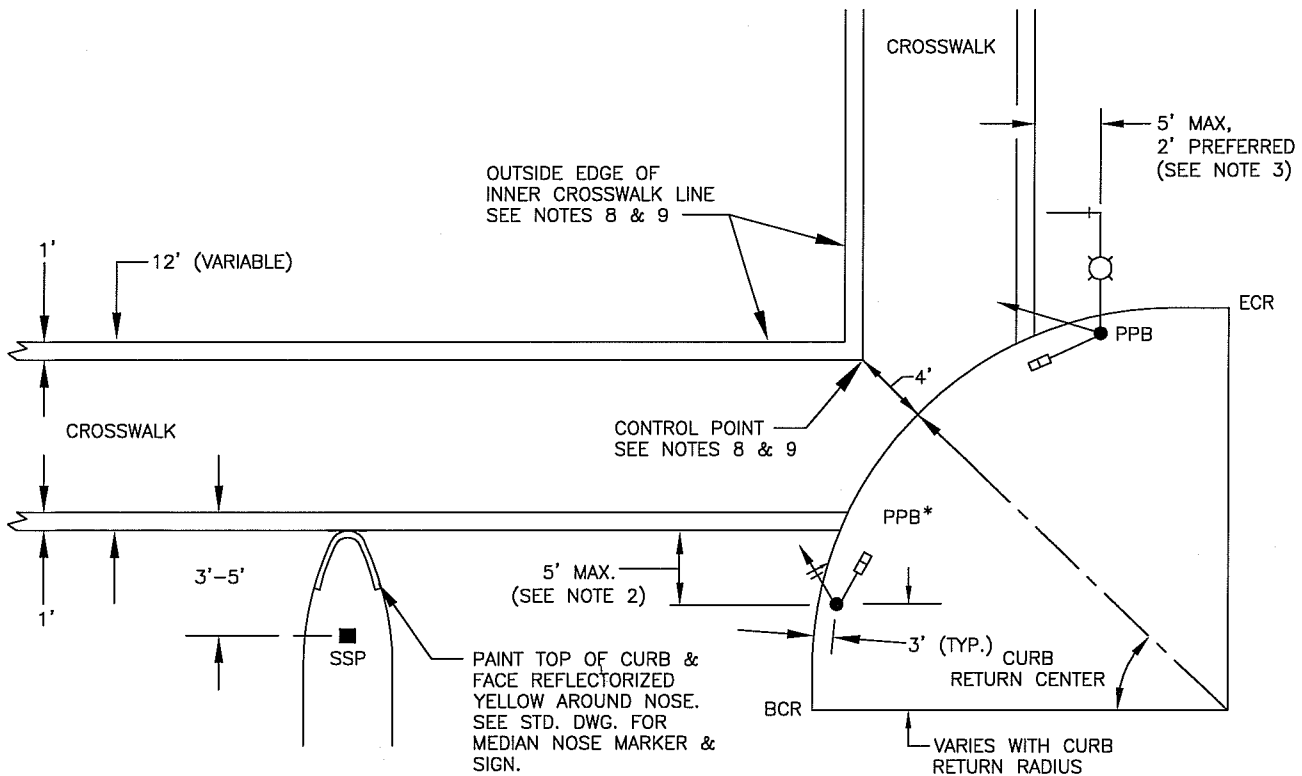 CROSSWALK
5' MAX,
2' PREFERRED
(SEE NOTE 3)
OUTSIDE EDGE OF
INNER CROSSWALK LINE
SEE NOTES 8 & 9
1'
12' (VARIABLE)
ECR
PPB
4'
CROSSWALK
CONTROL POINT
SEE NOTES 8 & 9
PPB*
3'-5'
5' MAX.
(SEE NOTE 2)
1'
SSP
3' (TYP.)
CURB
RETURN CENTER
PAINT TOP OF CURB &
FACE REFLECTORIZED
YELLOW AROUND NOSE.
SEE STD. DWG. FOR
MEDIAN NOSE MARKER &
SIGN.
BCR
VARIES WITH CURB
RETURN RADIUS